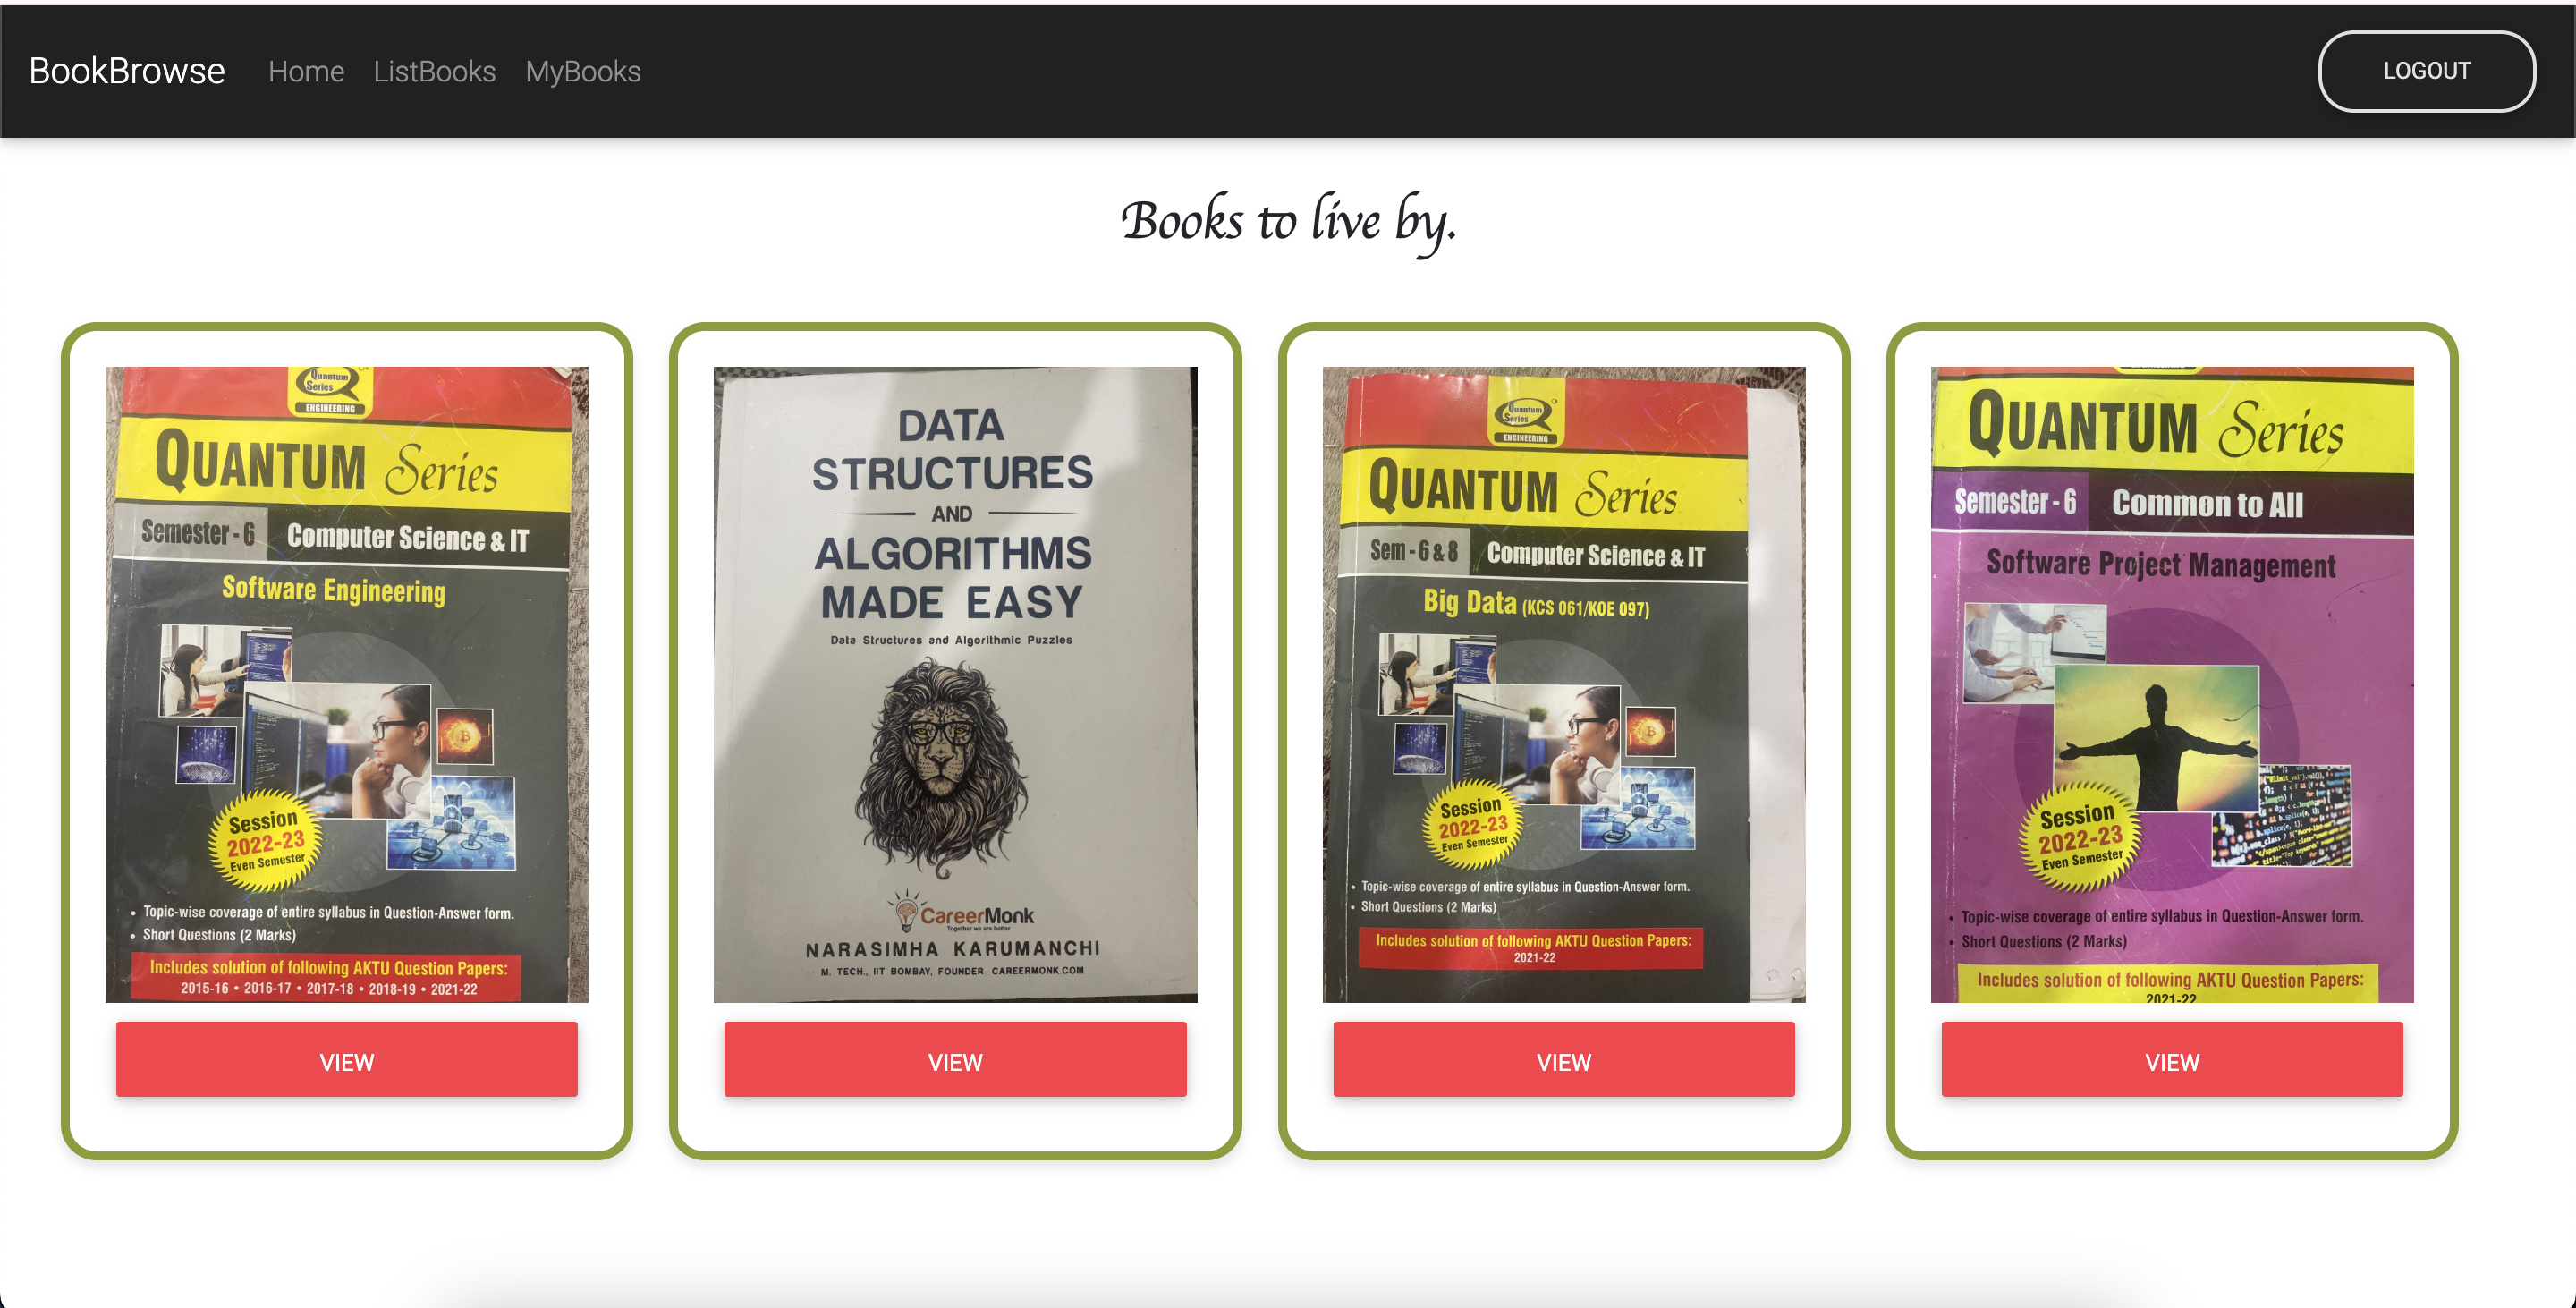 BookBrowse Home ListBooks MyBooks LOGOUT
Books to live by.
Quantum
Series
ENGINEERING
QUANTUM Series
Semester - 6 Computer Science & IT
Software Engineering
Session
2022-23
Even Semester
• Topic-wise coverage of entire syllabus in Question-Answer form.
• Short Questions (2 Marks)
Includes solution of following AKTU Question Papers:
2015-16 • 2016-17 • 2017-18 • 2018-19 • 2021-22
VIEW
DATA
STRUCTURES
AND
ALGORITHMS
MADE EASY
Data Structures and Algorithmic Puzzles
CareerMonk
Together we are better
NARASIMHA KARUMANCHI
M. TECH., IIT BOMBAY, FOUNDER CAREERMONK.COM
VIEW
Quantum
Series
ENGINEERING
QUANTUM Series
Sem - 6 & 8 Computer Science & IT
Big Data (KCS 061/KOE 097)
Session
2022-23
Even Semester
• Topic-wise coverage of entire syllabus in Question-Answer form.
• Short Questions (2 Marks)
Includes solution of following AKTU Question Papers:
2021-22
VIEW
QUANTUM Series
Semester - 6 Common to All
Software Project Management
Session
2022-23
Even Semester
• Topic-wise coverage of entire syllabus in Question-Answer form.
• Short Questions (2 Marks)
Includes solution of following AKTU Question Papers:
2021-22
VIEW